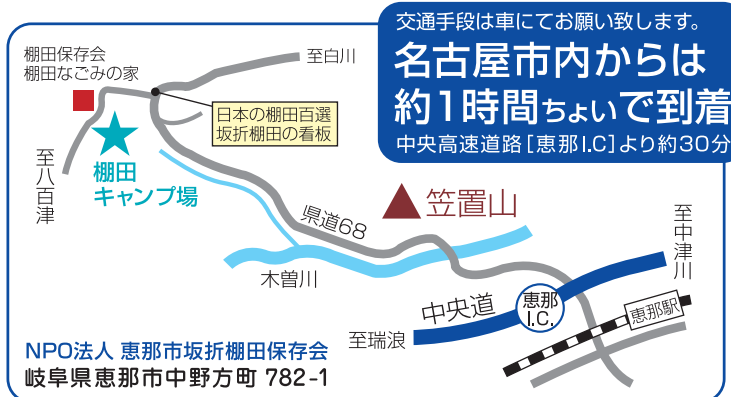 交通手段は車にてお願い致します。
名古屋市内からは
約1時間ちょいで到着
中央高速道路[恵那I.C]より約30分
棚田保存会
棚田なごみの家
至白川
日本の棚田百選
坂折棚田の看板
至八百津
棚田
キャンプ場
笠置山
県道68
木曽川
至中津川
中央道
恵那
I.C.
恵那駅
至瑞浪
NPO法人 恵那市坂折棚田保存会
岐阜県恵那市中野方町 782-1